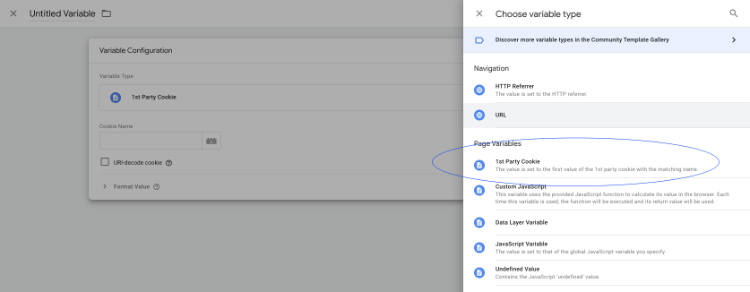 Untitled Variable
Variable Configuration
Variable Type
1st Party Cookie
Cookie Name
URI-decode cookie
Format Value
Choose variable type
Discover more variable types in the Community Template Gallery
Navigation
HTTP Referrer
The value is set to the HTTP referrer.
URL
Page Variables
1st Party Cookie
The value is set to the first value of the 1st party cookie with the matching name.
Custom JavaScript
This variable uses the provided JavaScript function to calculate its value in the browser. Each
time this variable is used, the function will be executed and its return value will be used.
Data Layer Variable
JavaScript Variable
The value is set to that of the global JavaScript variable you specify.
Undefined Value
Contains the JavaScript 'undefined' value.